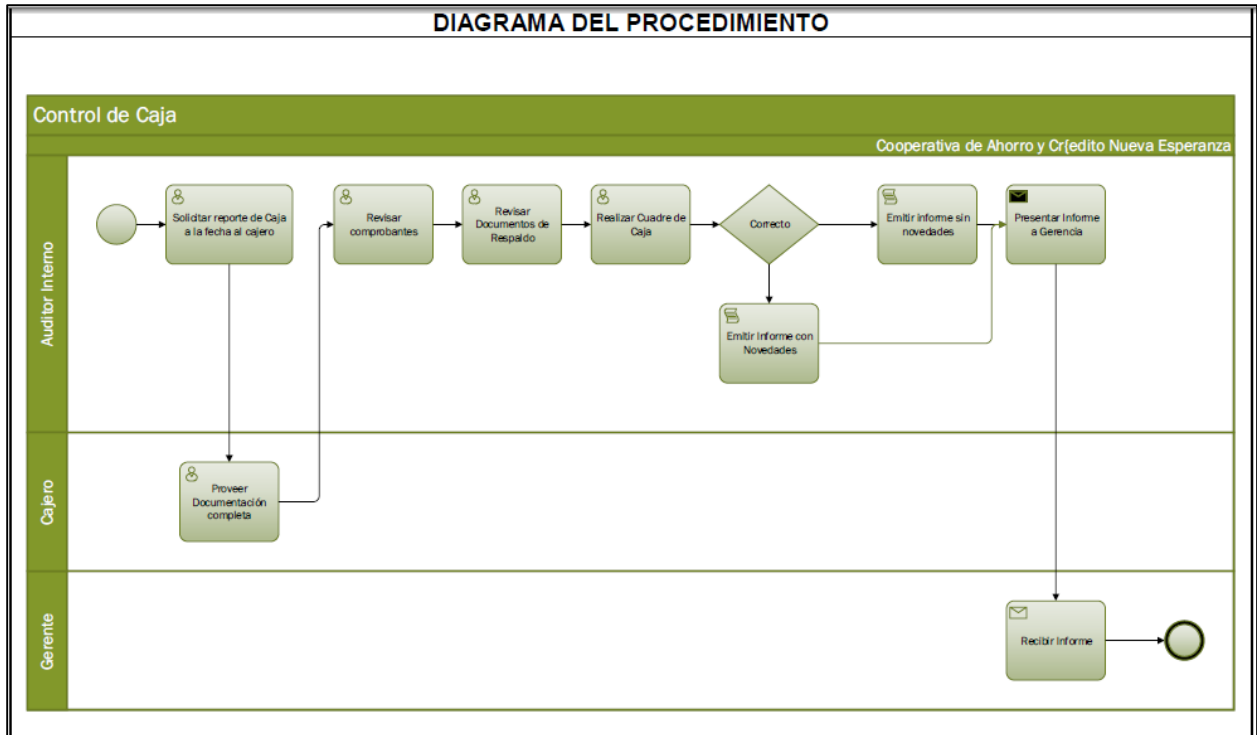 DIAGRAMA DEL PROCEDIMIENTO
Control de Caja
Cooperativa de Ahorro y Cr{edito Nueva Esperanza
Auditor Interno
Solicitar reporte de Caja
a la fecha al cajero
Revisar
comprobantes
Revisar
Documentos de
Respaldo
Realizar Cuadre de
Caja
Correcto
Emitir informe sin
novedades
Presentar Informe
a Gerencia
Emitir Informe con
Novedades
Cajero
Proveer
Documentación
completa
Gerente
Recibir Informe